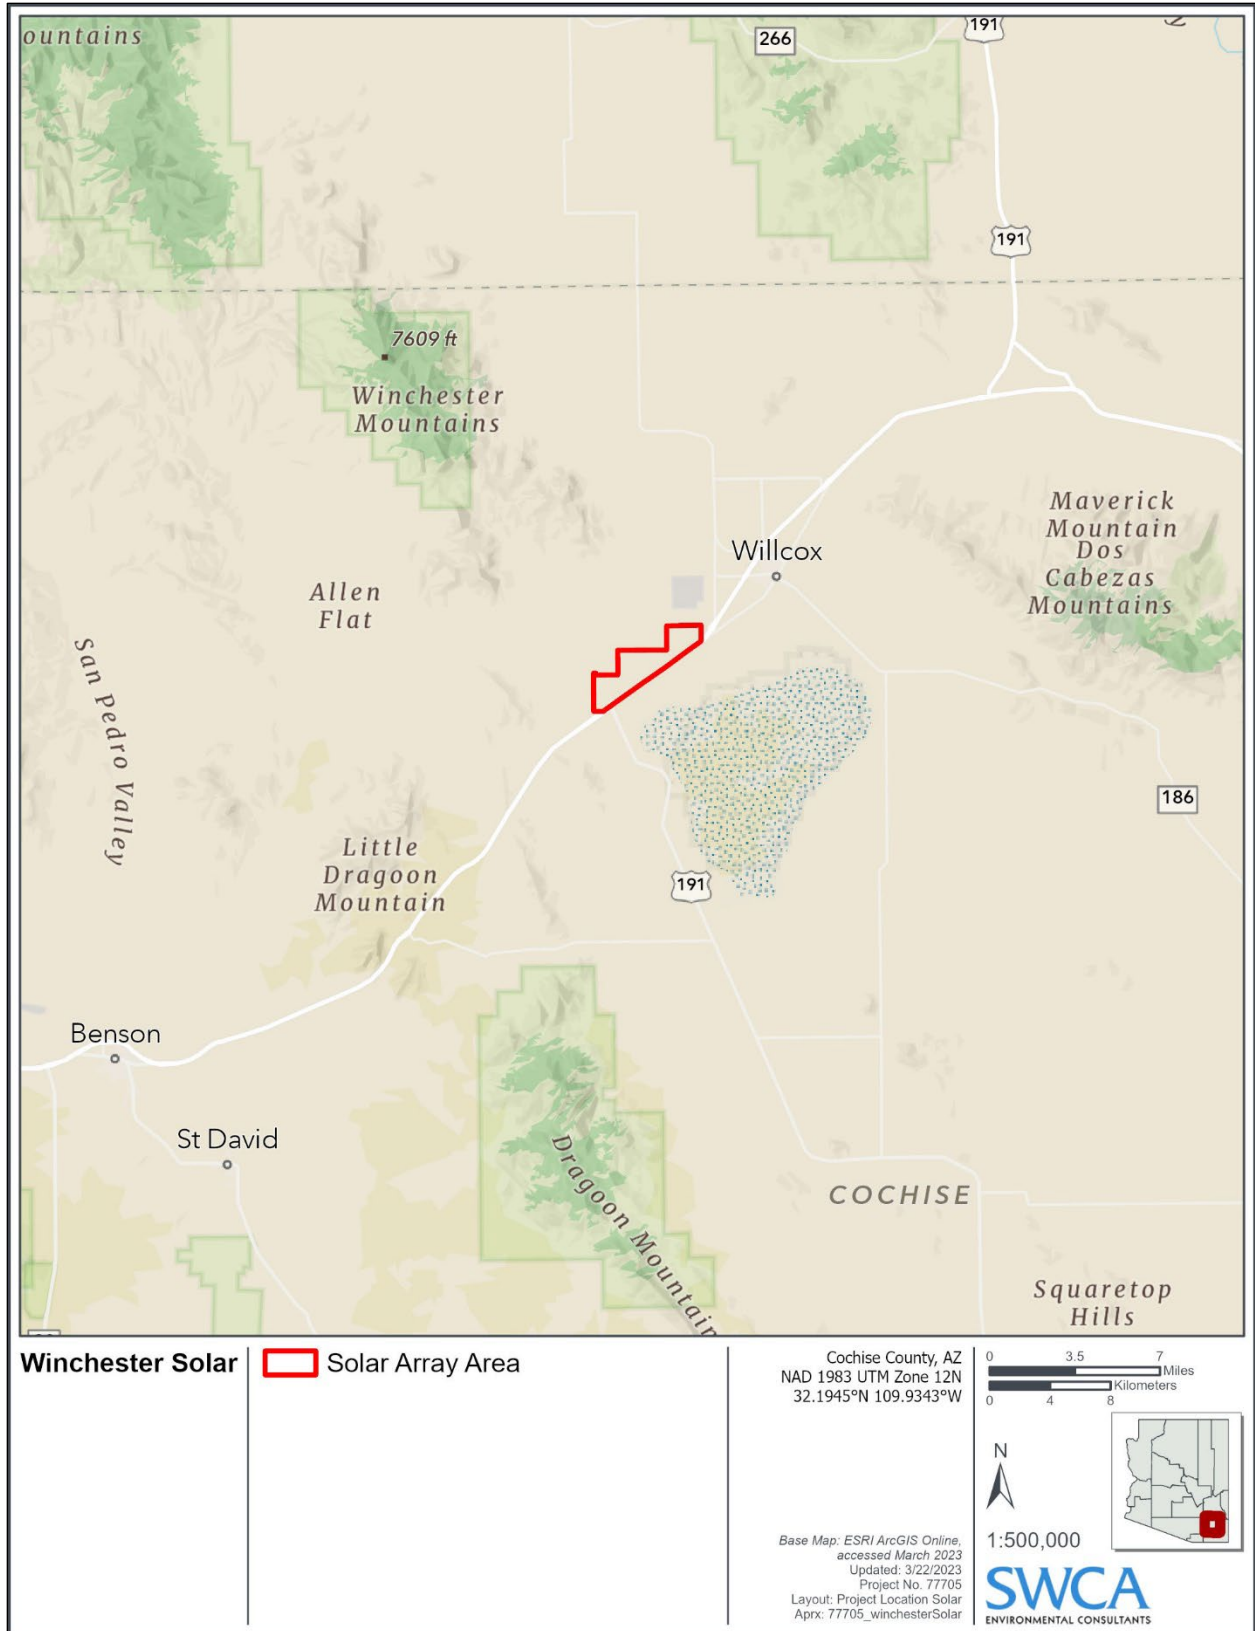 ountains
266
191
191
7609 ft
Winchester
Mountains
Maverick
Mountain
Dos
Cabezas
Mountains
Willcox
Allen
Flat
San Pedro Valley
186
Little
Dragoon
Mountain
191
Benson
St David
Dragoon Mountain
COCHISE
Squaretop
Hills
Winchester Solar
Solar Array Area
Cochise County, AZ
NAD 1983 UTM Zone 12N
32.1945°N 109.9343°W
0 3.5 7
Miles
Kilometers
0 4 8
N
1:500,000
Base Map: ESRI ArcGIS Online,
accessed March 2023
Updated: 3/22/2023
Project No. 77705
Layout: Project Location Solar
Aprx: 77705_winchesterSolar
SWCA
ENVIRONMENTAL CONSULTANTS